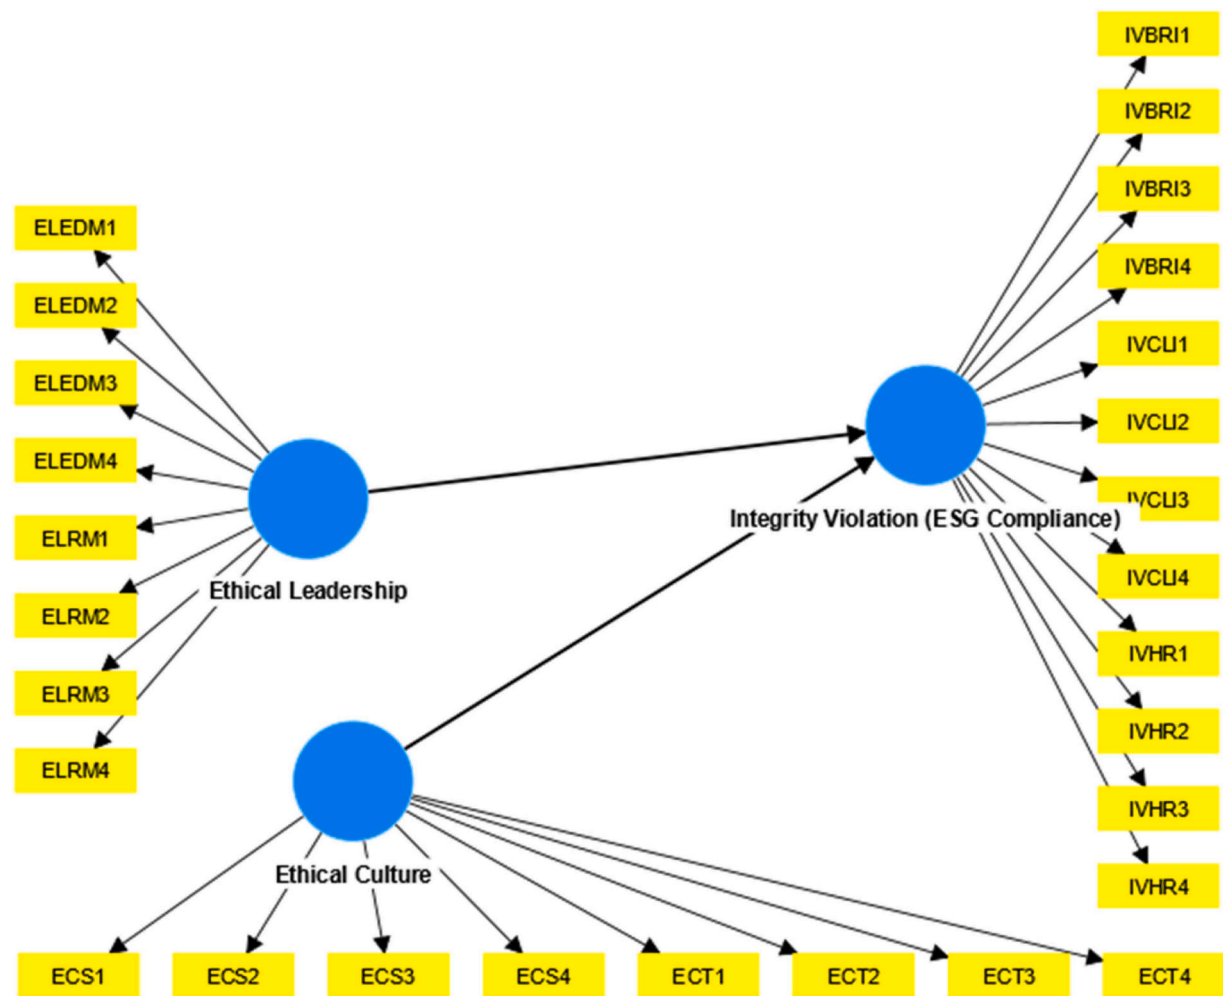 IVBRI1
IVBRI2
IVBRI3
IVBRI4
IVCLI1
IVCLI2
IVCLI3
IVCLI4
IVHR1
IVHR2
IVHR3
IVHR4
Integrity Violation (ESG Compliance)
ELEDM1
ELEDM2
ELEDM3
ELEDM4
ELRM1
ELRM2
ELRM3
ELRM4
Ethical Leadership
Ethical Culture
ECS1
ECS2
ECS3
ECS4
ECT1
ECT2
ECT3
ECT4